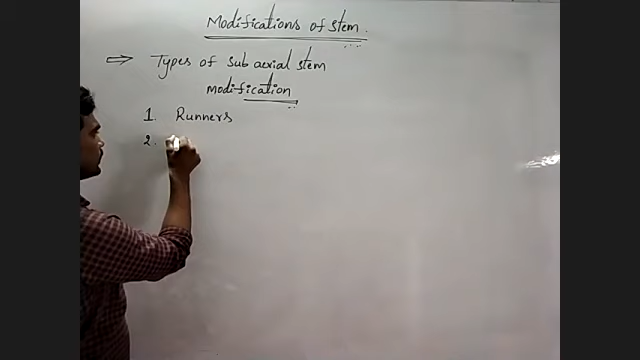 Modifications of stem.
⇒ Types of Sub aerial stem
modification
1. Runners
2.